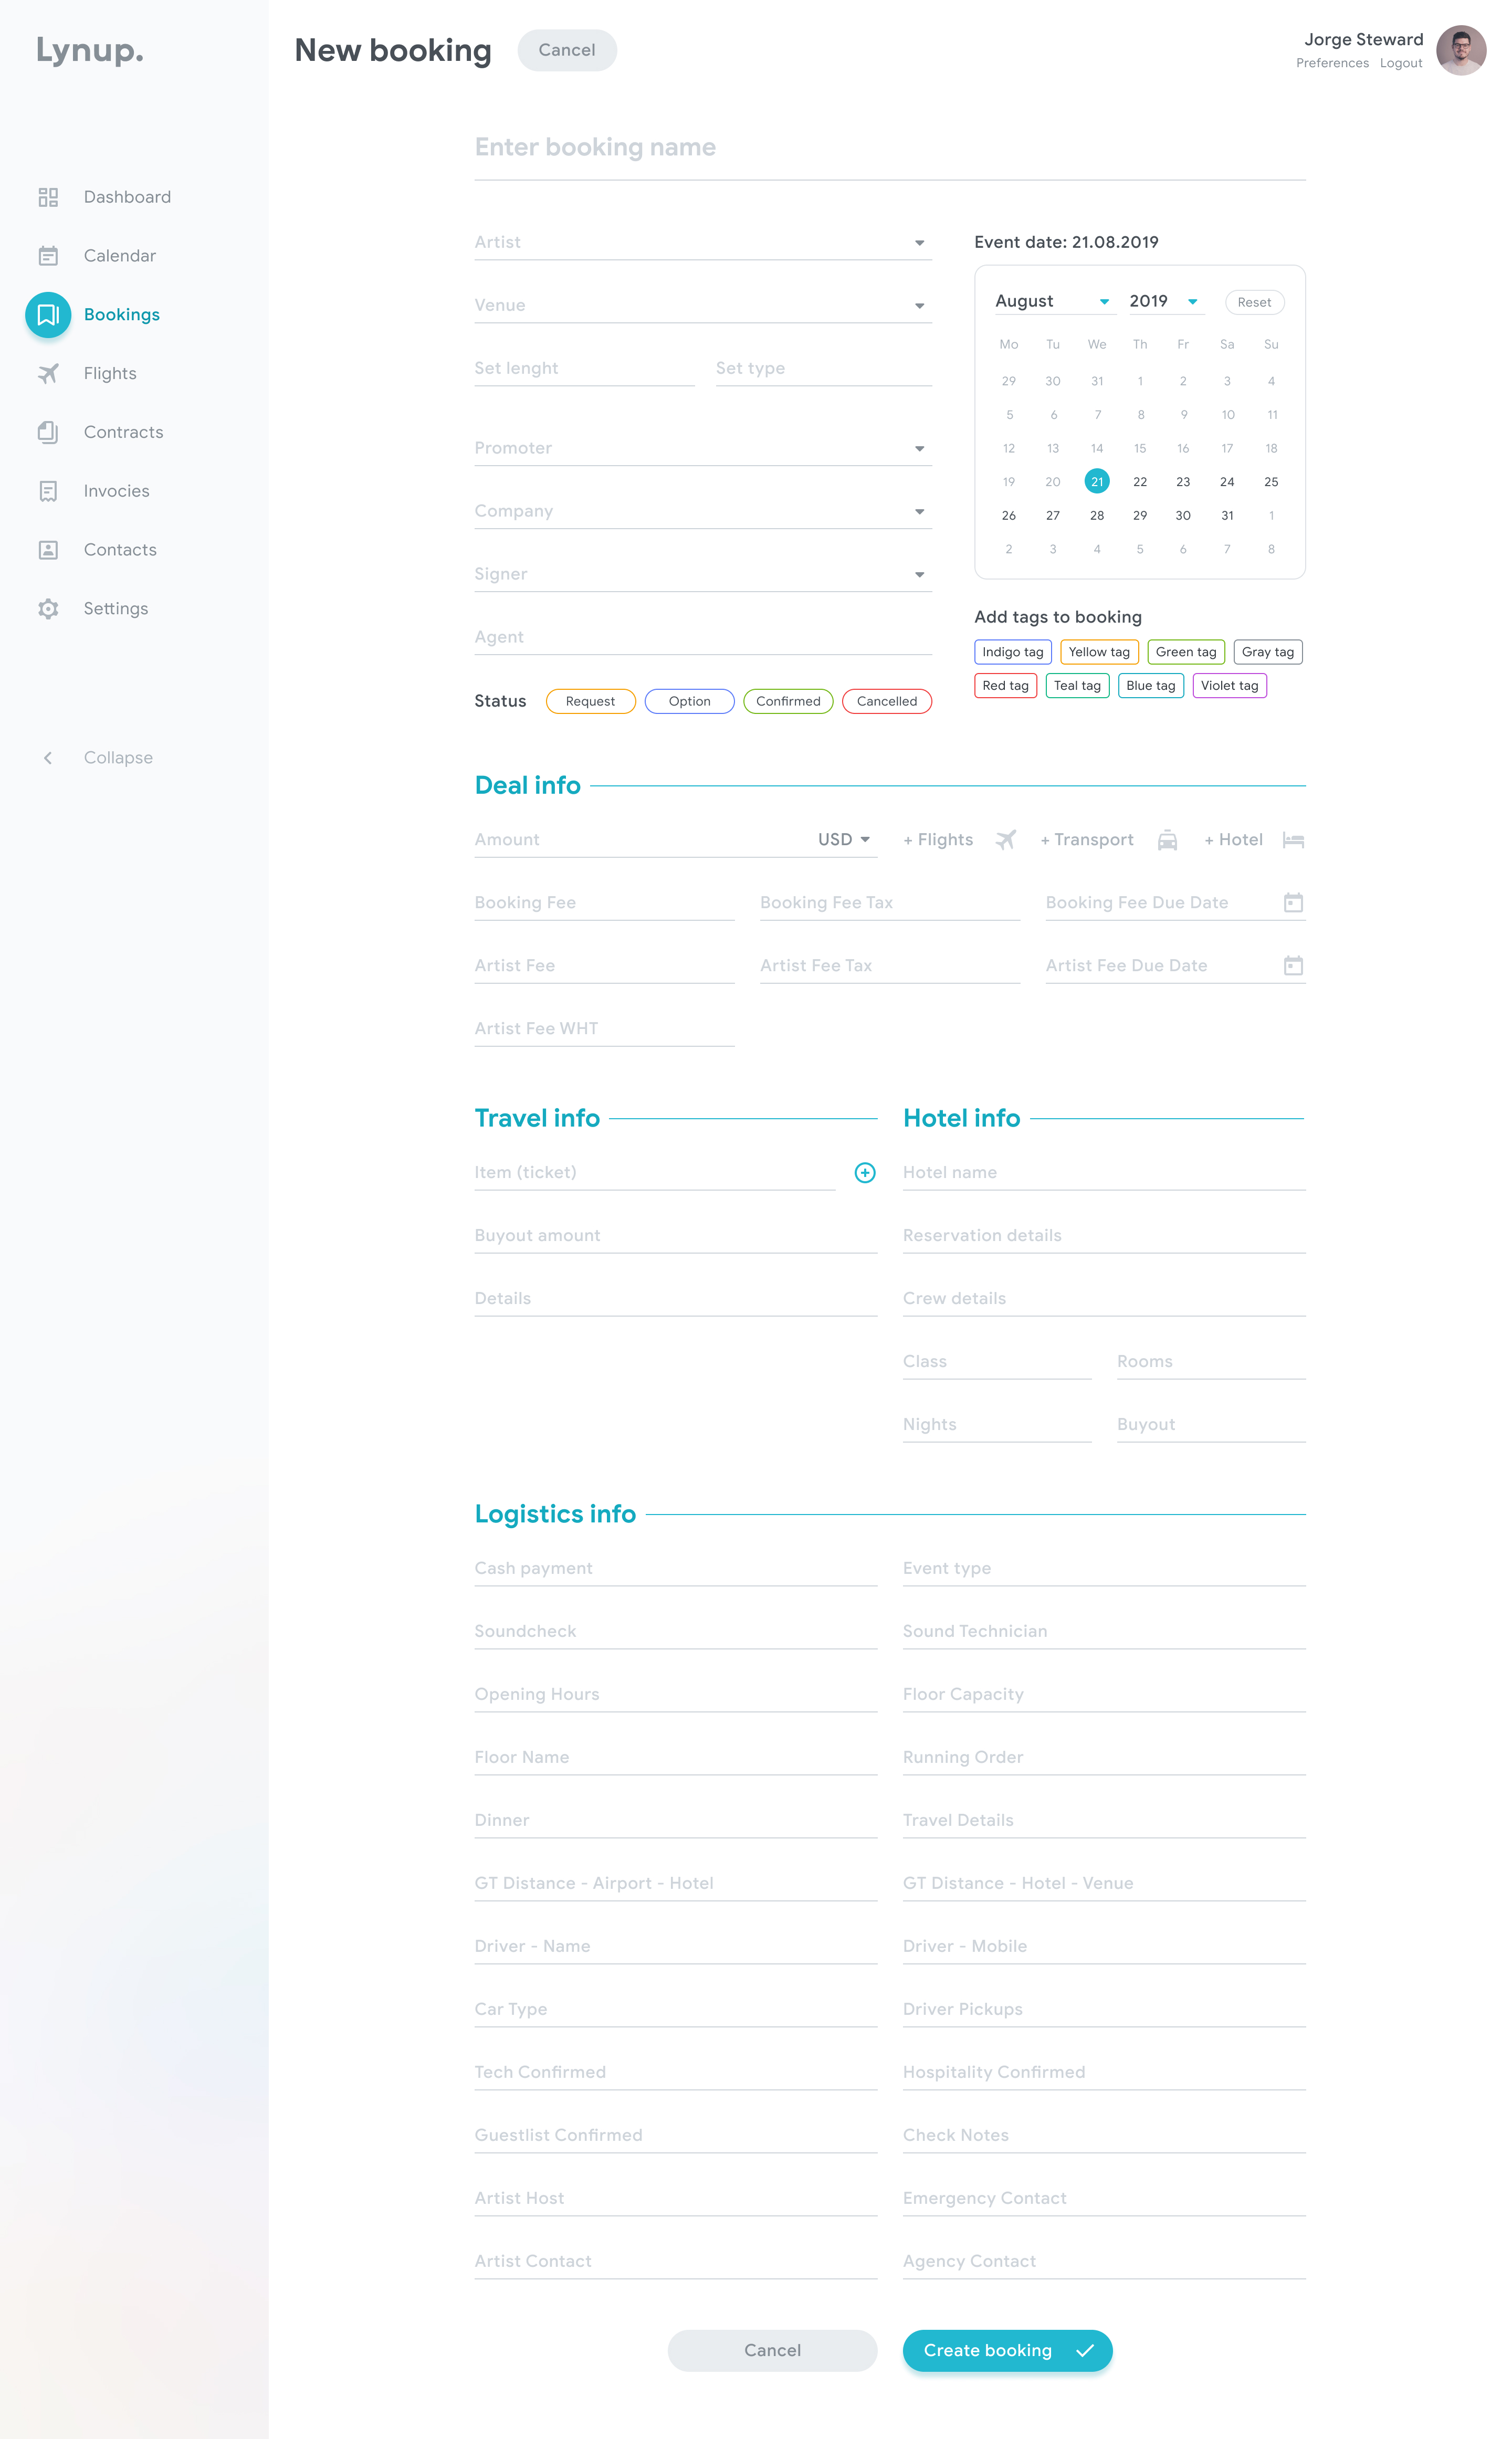 Lynup.
New booking
Cancel
Jorge Steward
Preferences Logout
Dashboard
Calendar
Bookings
Flights
Contracts
Invocies
Contacts
Settings
Collapse
Enter booking name
Artist
Venue
Set lenght Set type
Promoter
Company
Signer
Agent
Status Request Option Confirmed Cancelled
Event date: 21.08.2019
August 2019 Reset
Mo Tu We Th Fr Sa Su
29 30 31 1 2 3 4
5 6 7 8 9 10 11
12 13 14 15 16 17 18
19 20 21 22 23 24 25
26 27 28 29 30 31 1
2 3 4 5 6 7 8
Add tags to booking
Indigo tag Yellow tag Green tag Gray tag
Red tag Teal tag Blue tag Violet tag
Deal info
Amount USD + Flights + Transport + Hotel
Booking Fee Booking Fee Tax Booking Fee Due Date
Artist Fee Artist Fee Tax Artist Fee Due Date
Artist Fee WHT
Travel info
Item (ticket)
Buyout amount
Details
Hotel info
Hotel name
Reservation details
Crew details
Class Rooms
Nights Buyout
Logistics info
Cash payment Event type
Soundcheck Sound Technician
Opening Hours Floor Capacity
Floor Name Running Order
Dinner Travel Details
GT Distance - Airport - Hotel GT Distance - Hotel - Venue
Driver - Name Driver - Mobile
Car Type Driver Pickups
Tech Confirmed Hospitality Confirmed
Guestlist Confirmed Check Notes
Artist Host Emergency Contact
Artist Contact Agency Contact
Cancel Create booking